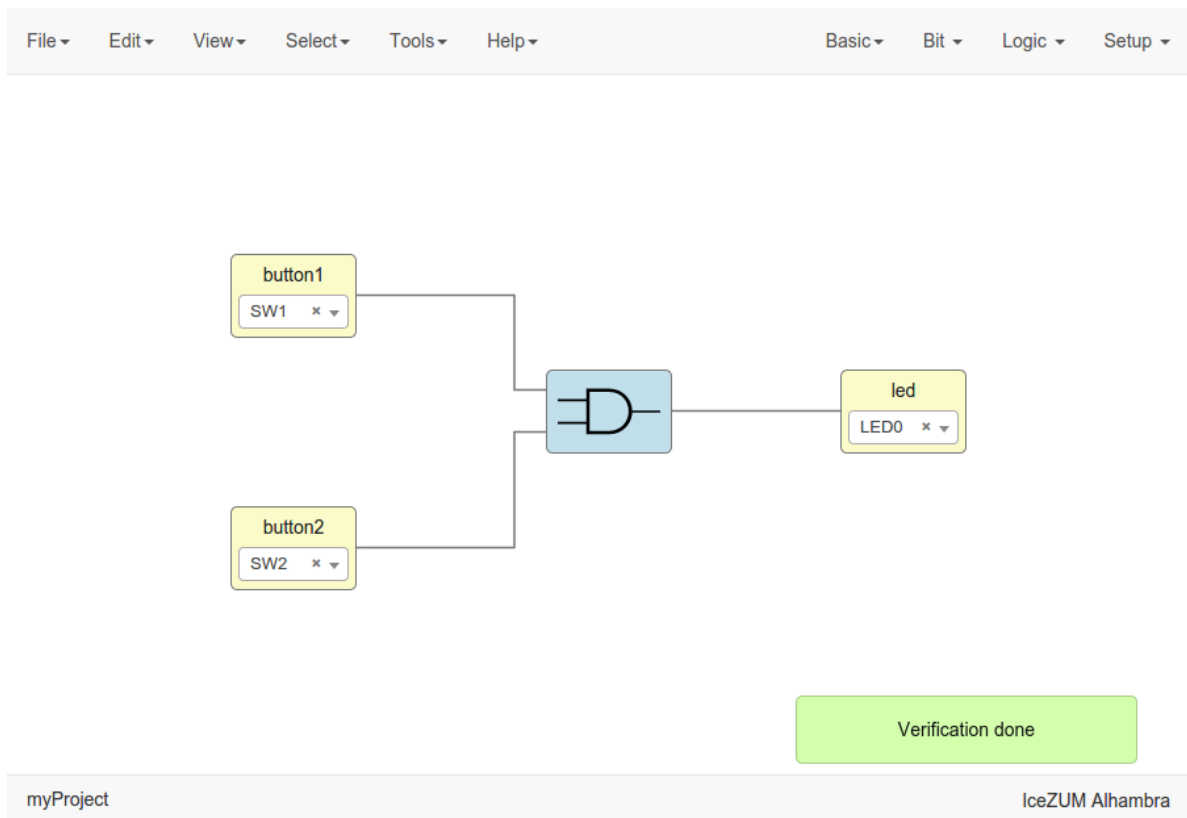 File Edit View Select Tools Help Basic Bit Logic Setup
button1
SW1 ×
led
LED0 ×
button2
SW2 ×
Verification done
myProject IceZUM Alhambra